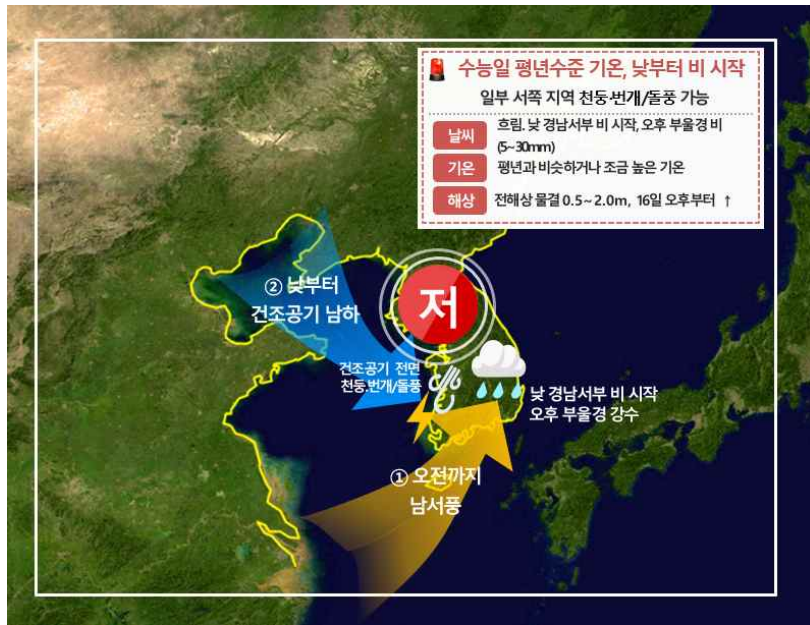 수능일 평년수준 기온, 낮부터 비 시작
일부 서쪽 지역 천둥·번개/돌풍 가능
날씨 흐림. 낮 경남서부 비 시작, 오후 부울경 비
(5~30mm)
기온 평년과 비슷하거나 조금 높은 기온
해상 전해상 물결 0.5~2.0m, 16일 오후부터 ↑
② 낮부터
건조공기 남하
저
건조공기 전면
천둥.번개/돌풍
낮 경남서부 비 시작
오후 부울경 강수
① 오전까지
남서풍